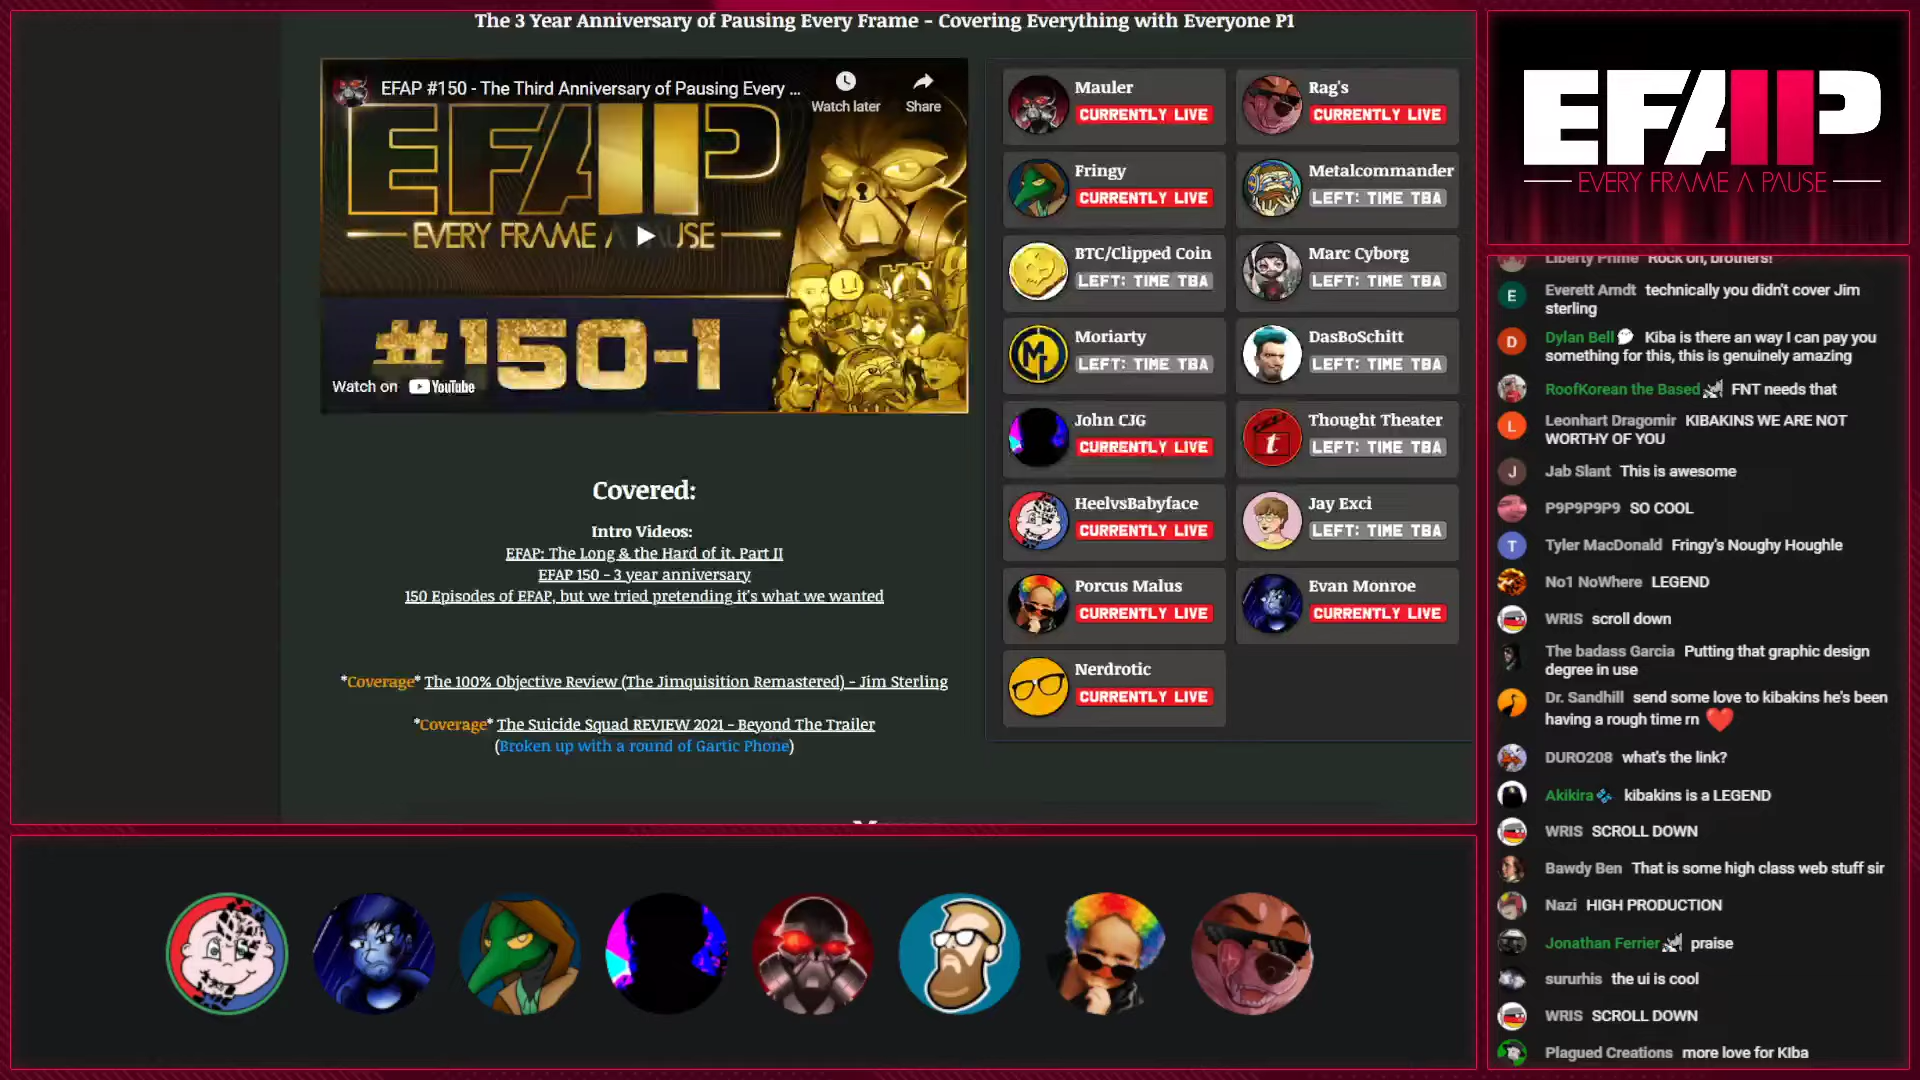 The 3 Year Anniversary of Pausing Every Frame - Covering Everything with Everyone P1
EFAP #150 - The Third Anniversary of Pausing Every ...
Watch later
Share
EFAP
EVERY FRAME A PAUSE
#150-1
Watch on YouTube
Covered:
Intro Videos:
EFAP: The Long & the Hard of it. Part II
EFAP 150 - 3 year anniversary
150 Episodes of EFAP, but we tried pretending it's what we wanted
*Coverage* The 100% Objective Review (The Jimquisition Remastered) - Jim Sterling
*Coverage* The Suicide Squad REVIEW 2021 - Beyond The Trailer
(Broken up with a round of Gartic Phone)
Mauler
CURRENTLY LIVE
Rag's
CURRENTLY LIVE
Fringy
CURRENTLY LIVE
Metalcommander
LEFT: TIME TBA
BTC/Clipped Coin
LEFT: TIME TBA
Marc Cyborg
LEFT: TIME TBA
Moriarty
LEFT: TIME TBA
DasBoSchitt
LEFT: TIME TBA
John CJG
CURRENTLY LIVE
t
Thought Theater
LEFT: TIME TBA
HeelvsBabyface
CURRENTLY LIVE
Jay Exci
LEFT: TIME TBA
Porcus Malus
CURRENTLY LIVE
Evan Monroe
CURRENTLY LIVE
Nerdrotic
CURRENTLY LIVE
EFAP
EVERY FRAME A PAUSE
Liberty Prime Rock on, brothers!
E Everett Arndt technically you didn't cover Jim
sterling
D Dylan Bell Kiba is there an way I can pay you
something for this, this is genuinely amazing
RoofKorean the Based FNT needs that
L Leonhart Dragomir KIBAKINS WE ARE NOT
WORTHY OF YOU
J Jab Slant This is awesome
P9P9P9P9 SO COOL
T Tyler MacDonald Fringy's Noughy Houghle
No1 NoWhere LEGEND
WRIS scroll down
The badass Garcia Putting that graphic design
degree in use
Dr. Sandhill send some love to kibakins he's been
having a rough time rn
DURO208 what's the link?
Akikira kibakins is a LEGEND
WRIS SCROLL DOWN
Bawdy Ben That is some high class web stuff sir
Nazi HIGH PRODUCTION
Jonathan Ferrier praise
sururhis the ui is cool
WRIS SCROLL DOWN
Plagued Creations more love for KIba